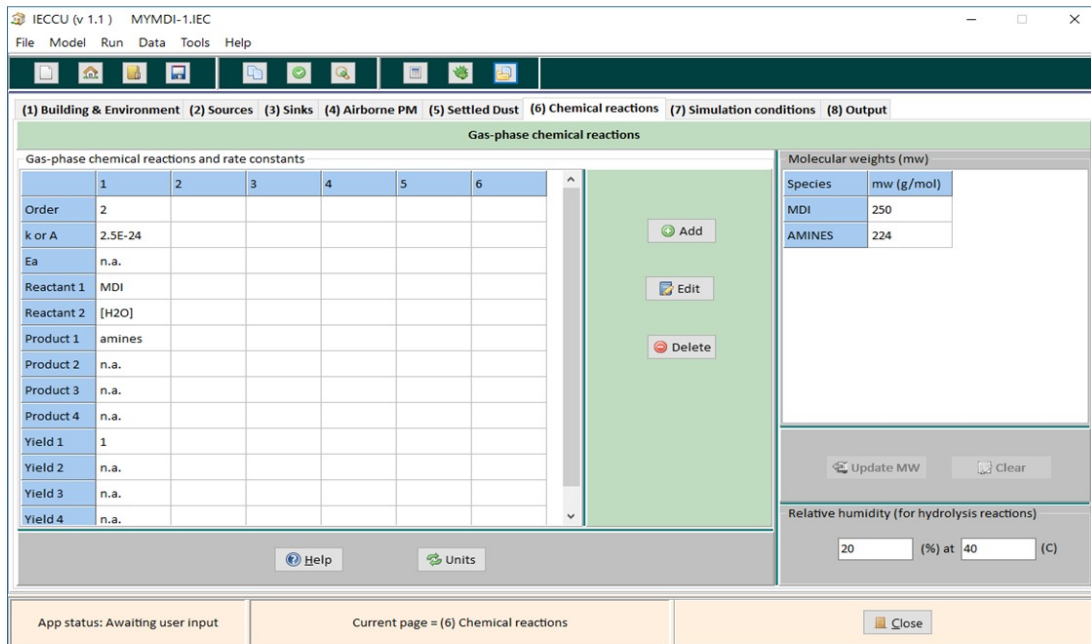 IECCU (v 1.1 )    MYMDI-1.IEC
File  Model  Run  Data  Tools  Help
(1) Building & Environment  (2) Sources  (3) Sinks  (4) Airborne PM  (5) Settled Dust  (6) Chemical reactions  (7) Simulation conditions  (8) Output
Gas-phase chemical reactions
Gas-phase chemical reactions and rate constants
1  2  3  4  5  6
Order  2
k or A  2.5E-24
Ea  n.a.
Reactant 1  MDI
Reactant 2  [H2O]
Product 1  amines
Product 2  n.a.
Product 3  n.a.
Product 4  n.a.
Yield 1  1
Yield 2  n.a.
Yield 3  n.a.
Yield 4  n.a.
Add
Edit
Delete
Help  Units
Molecular weights (mw)
Species  mw (g/mol)
MDI  250
AMINES  224
Update MW  Clear
Relative humidity (for hydrolysis reactions)
20  (%) at  40  (C)
App status: Awaiting user input  Current page = (6) Chemical reactions  Close